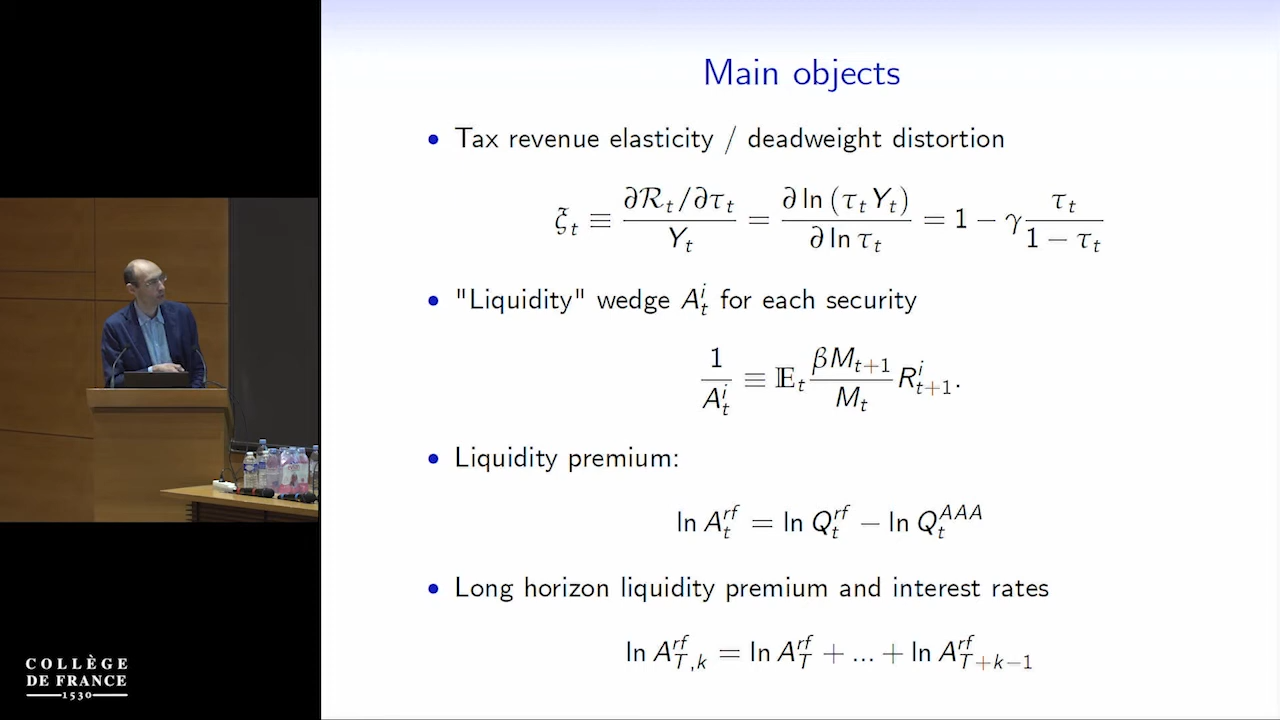 Main objects
• Tax revenue elasticity / deadweight distortion
ξ_t ≡ (∂ℛ_t/∂τ_t)/Y_t = ∂ ln (τ_t Y_t)/∂ ln τ_t = 1 − γ τ_t/(1 − τ_t)
• "Liquidity" wedge A_t^i for each security
1/A_t^i ≡ 𝔼_t (βM_{t+1}/M_t) R_{t+1}^i.
• Liquidity premium:
ln A_t^{rf} = ln Q_t^{rf} − ln Q_t^{AAA}
• Long horizon liquidity premium and interest rates
ln A_{T,k}^{rf} = ln A_T^{rf} + ... + ln A_{T+k−1}^{rf}
COLLÈGE
DE FRANCE
1530